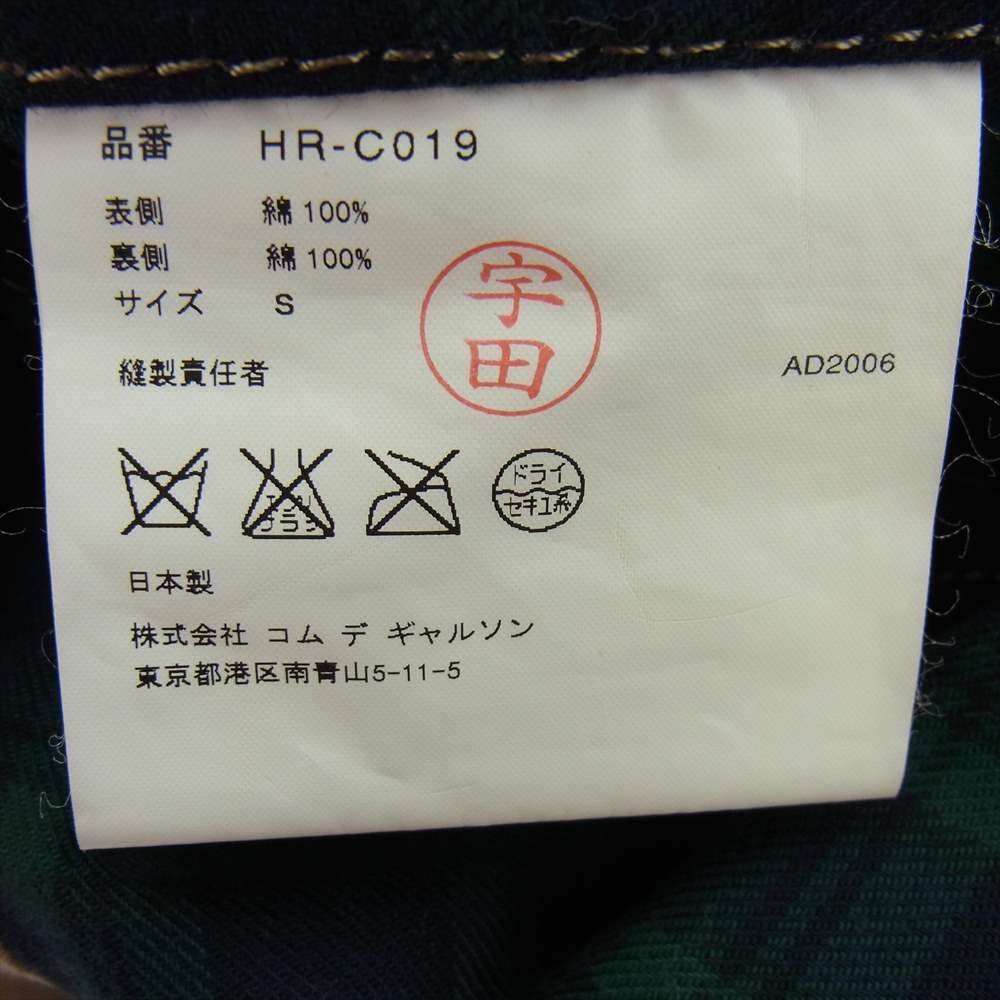 品番 HR-C019
表側 綿 100%
裏側 綿 100%
サイズ S
宇
田
縫製責任者
AD2006
ドライ
セキユ系
日本製
株式会社 コム デ ギャルソン
東京都港区南青山5-11-5